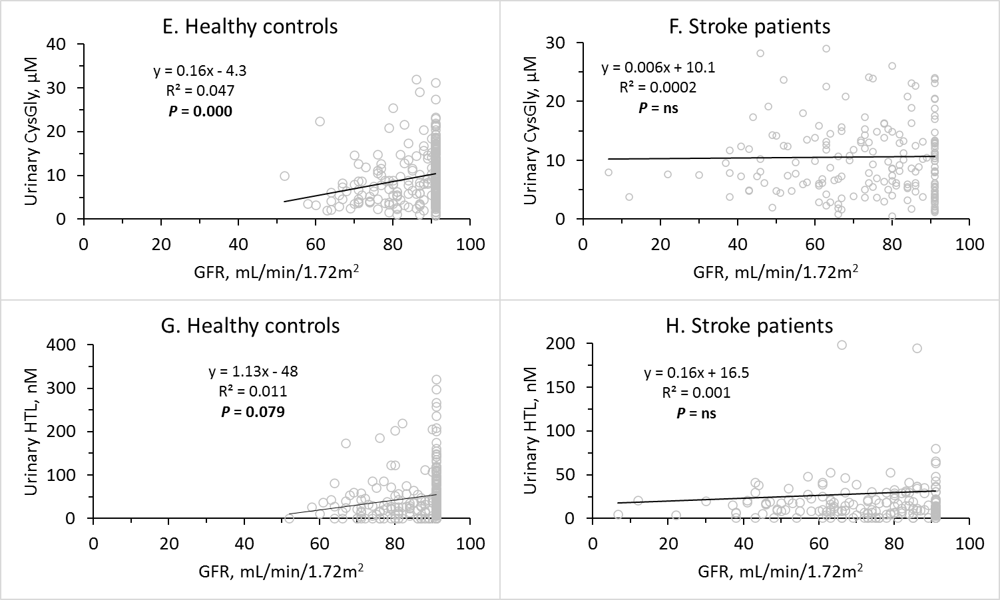 E. Healthy controls
Urinary CysGly, µM
40
30
20
10
0
y = 0.16x - 4.3
R² = 0.047
P = 0.000
0 20 40 60 80 100
GFR, mL/min/1.72m²
F. Stroke patients
Urinary CysGly, µM
30
20
10
0
y = 0.006x + 10.1
R² = 0.0002
P = ns
0 20 40 60 80 100
GFR, mL/min/1.72m²
G. Healthy controls
Urinary HTL, nM
400
300
200
100
0
y = 1.13x - 48
R² = 0.011
P = 0.079
0 20 40 60 80 100
GFR, mL/min/1.72m²
H. Stroke patients
Urinary HTL, nM
200
150
100
50
0
y = 0.16x + 16.5
R² = 0.001
P = ns
0 20 40 60 80 100
GFR, mL/min/1.72m²